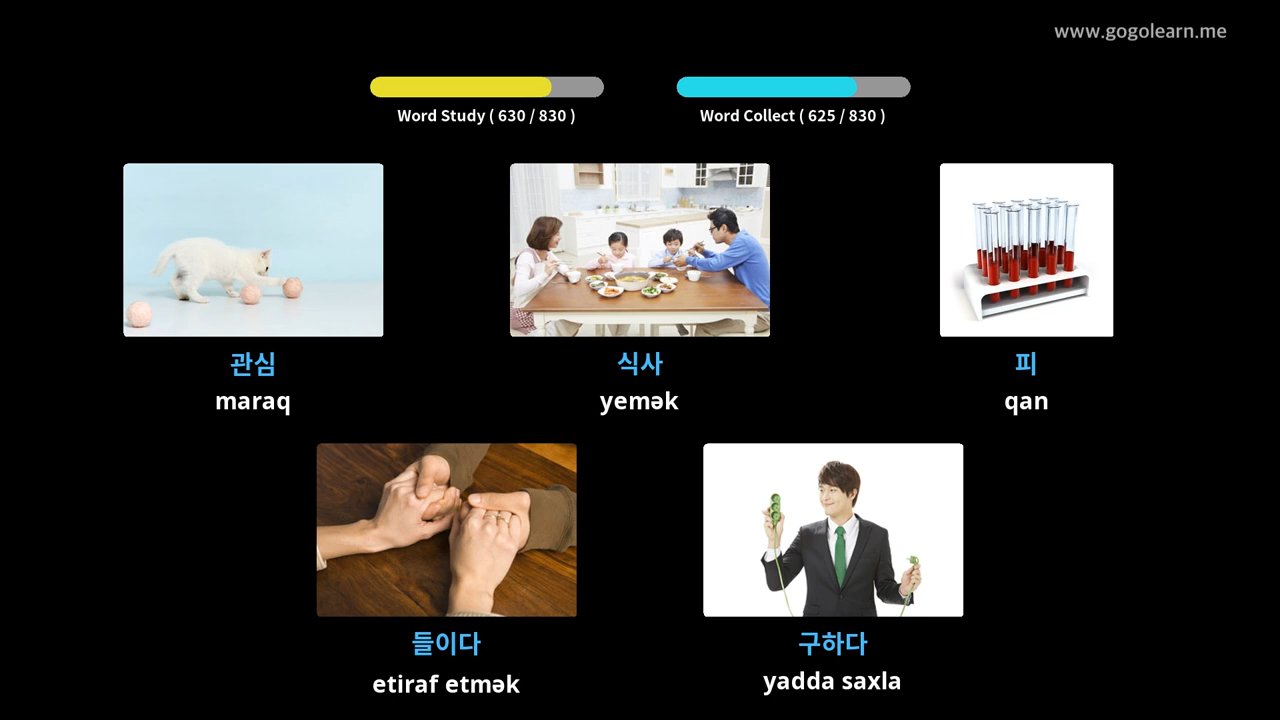 www.gogolearn.me
Word Study ( 630 / 830 )
Word Collect ( 625 / 830 )
관심
maraq
식사
yemək
피
qan
들이다
etiraf etmək
구하다
yadda saxla